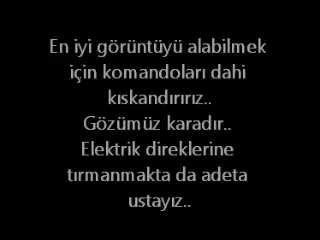 En iyi görüntüyü alabilmek
için komandoları dahi
kıskandırırız..
Gözümüz karadır..
Elektrik direklerine
tırmanmakta da adeta
ustayız..